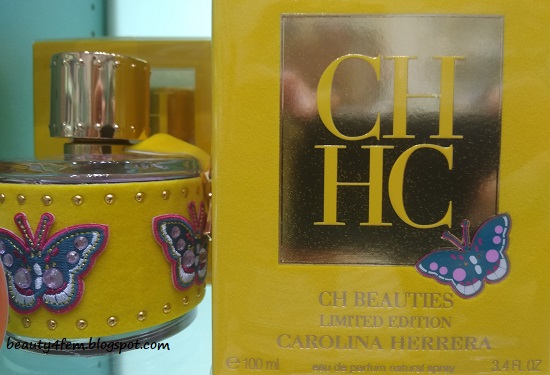 CH
HC
CH BEAUTIES
LIMITED EDITION
CAROLINA HERRERA
e 100 ml eau de parfum natural spray 3.4 FL.OZ
beauty4fem.blogspot.com